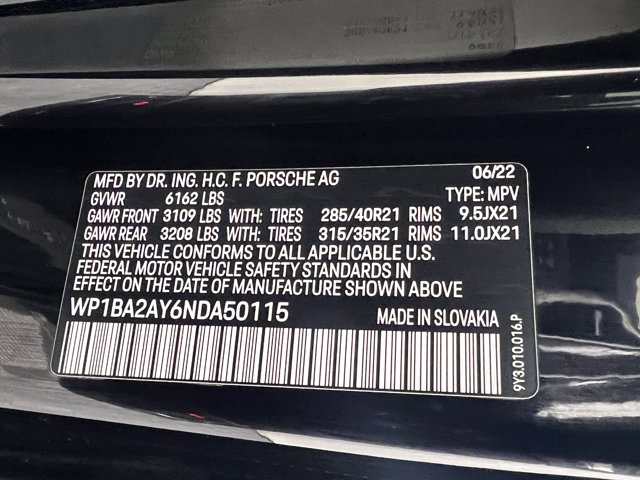 MFD BY DR. ING. H.C. F. PORSCHE AG 06/22
GVWR 6162 LBS TYPE: MPV
GAWR FRONT 3109 LBS WITH: TIRES 285/40R21 RIMS 9.5JX21
GAWR REAR 3208 LBS WITH: TIRES 315/35R21 RIMS 11.0JX21
THIS VEHICLE CONFORMS TO ALL APPLICABLE U.S.
FEDERAL MOTOR VEHICLE SAFETY STANDARDS IN
EFFECT ON THE DATE OF MANUFACTURE SHOWN ABOVE
WP1BA2AY6NDA50115 MADE IN SLOVAKIA
9Y3.010.016.P